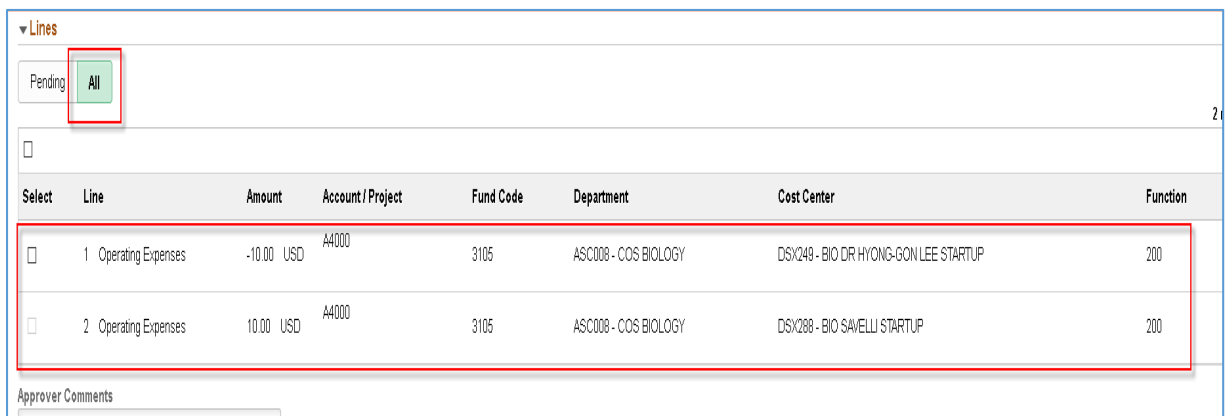 Lines
Pending All
2
Select Line Amount Account / Project Fund Code Department Cost Center Function
1 Operating Expenses -10.00 USD A4000 3105 ASC008 - COS BIOLOGY DSX249 - BIO DR HYONG-GON LEE STARTUP 200
2 Operating Expenses 10.00 USD A4000 3105 ASC008 - COS BIOLOGY DSX288 - BIO SAVELLI STARTUP 200
Approver Comments